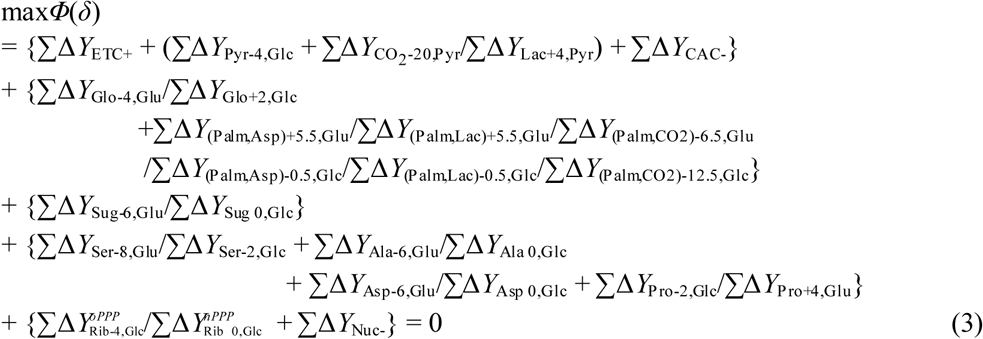 maxΦ(δ)
= {∑ΔY_ETC+ + (∑ΔY_Pyr-4,Glc + ∑ΔY_CO₂-20,Pyr/∑ΔY_Lac+4,Pyr) + ∑ΔY_CAC-}
+ {∑ΔY_Glo-4,Glu/∑ΔY_Glo+2,Glc
+∑ΔY_(Palm,Asp)+5.5,Glu/∑ΔY_(Palm,Lac)+5.5,Glu/∑ΔY_(Palm,CO2)-6.5,Glu
/∑ΔY_(Palm,Asp)-0.5,Glc/∑ΔY_(Palm,Lac)-0.5,Glc/∑ΔY_(Palm,CO2)-12.5,Glc}
+ {∑ΔY_Sug-6,Glu/∑ΔY_Sug 0,Glc}
+ {∑ΔY_Ser-8,Glu/∑ΔY_Ser-2,Glc + ∑ΔY_Ala-6,Glu/∑ΔY_Ala 0,Glc
+ ∑ΔY_Asp-6,Glu/∑ΔY_Asp 0,Glc + ∑ΔY_Pro-2,Glc/∑ΔY_Pro+4,Glu}
+ {∑ΔY^oPPP_Rib-4,Glc/∑ΔY^nPPP_Rib 0,Glc + ∑ΔY_Nuc-} = 0 (3)